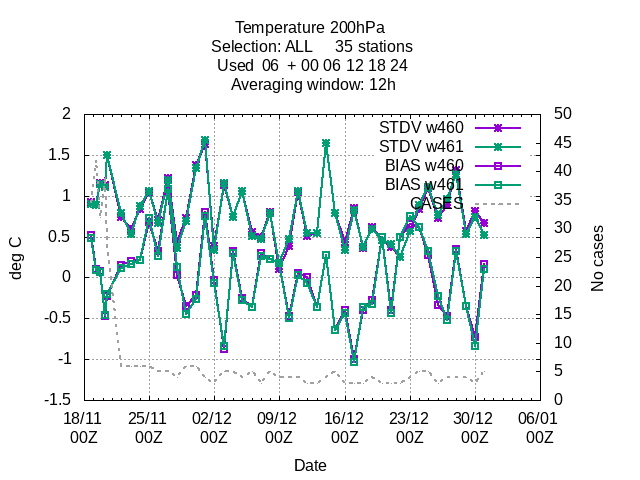 Temperature 200hPa
Selection: ALL 35 stations
Used 06 + 00 06 12 18 24
Averaging window: 12h
2
1.5
1
0.5
0
-0.5
-1
-1.5
deg C
50
45
40
35
30
25
20
15
10
5
0
No cases
STDV w460
STDV w461
BIAS w460
BIAS w461
CASES
18/11 25/11 02/12 09/12 16/12 23/12 30/12 06/01
00Z 00Z 00Z 00Z 00Z 00Z 00Z 00Z
Date